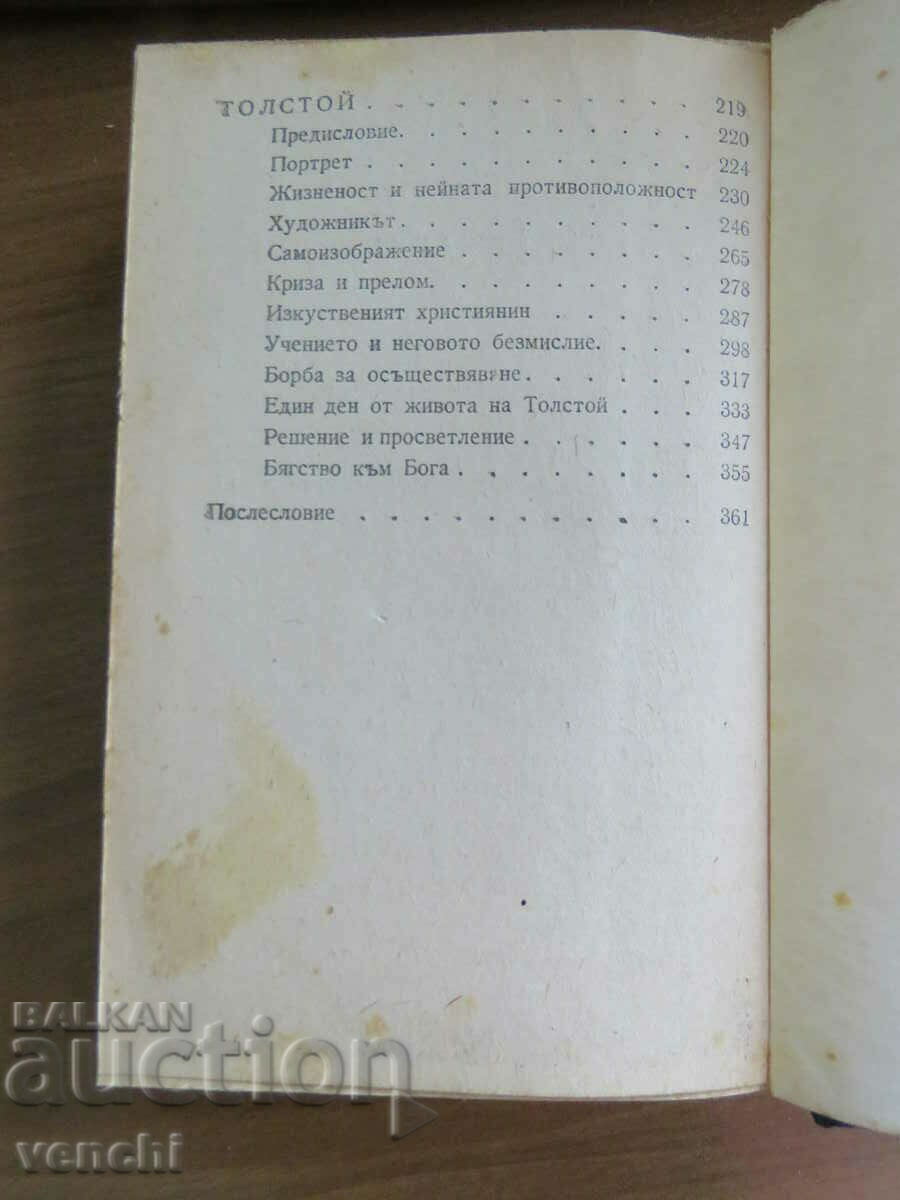 ТОЛСТОЙ . . . . . . . . . . . 219
Предисловие. . . . . . . . . . 220
Портрет . . . . . . . . . . . 224
Жизненост и нейната противоположност 230
Художникът. . . . . . . . . . 246
Самоизображение . . . . . . . . 265
Криза и прелом. . . . . . . . . 278
Изкуственият християнин . . . . . 287
Учението и неговото безмислие. . . . 298
Борба за осъществяване. . . . . . 317
Един ден от живота на Толстой . . . 333
Решение и просветление . . . . . . 347
Бягство към Бога . . . . . . . . 355
Послесловие . . . . . . . . . . . 361
BALKAN
auction
venchi